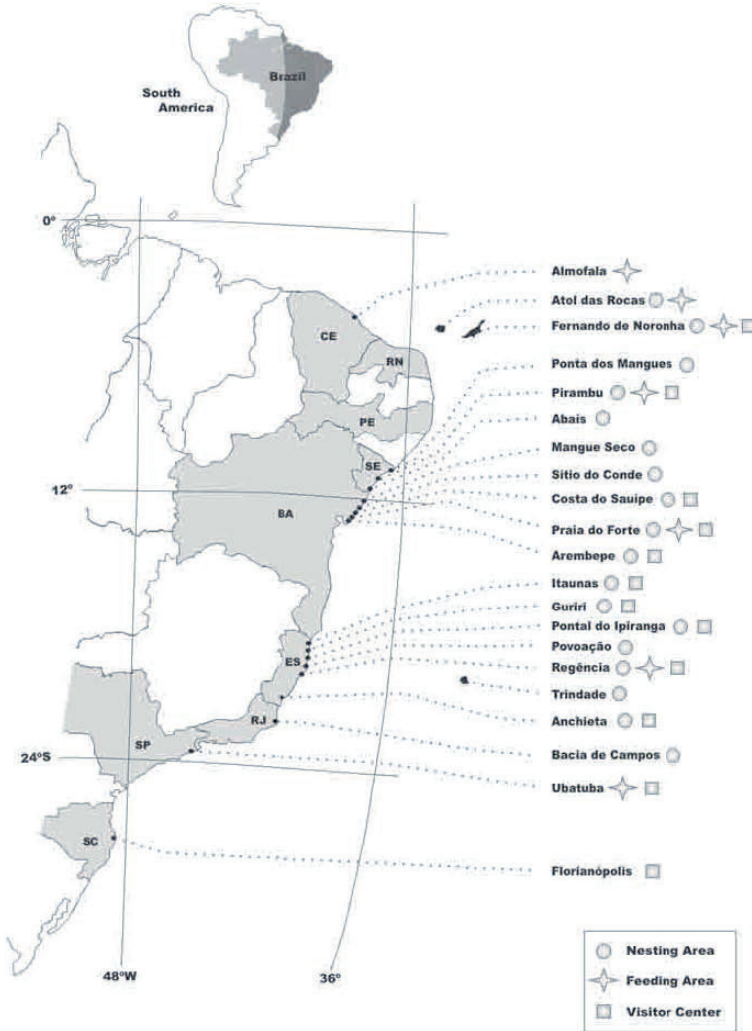 Brazil
South
America
0°
Almofala
Atol das Rocas
Fernando de Noronha
CE
RN
Ponta dos Mangues
Pirambu
PE
Abaís
Mangue Seco
SE
Sítio do Conde
12°
Costa do Sauipe
BA
Praia do Forte
Arembepe
Itaunas
Guriri
Pontal do Ipiranga
Povoação
ES
Regência
Trindade
RJ
Anchieta
SP
Bacia de Campos
24°S
Ubatuba
SC
Florianópolis
48°W
36°
Nesting Area
Feeding Area
Visitor Center